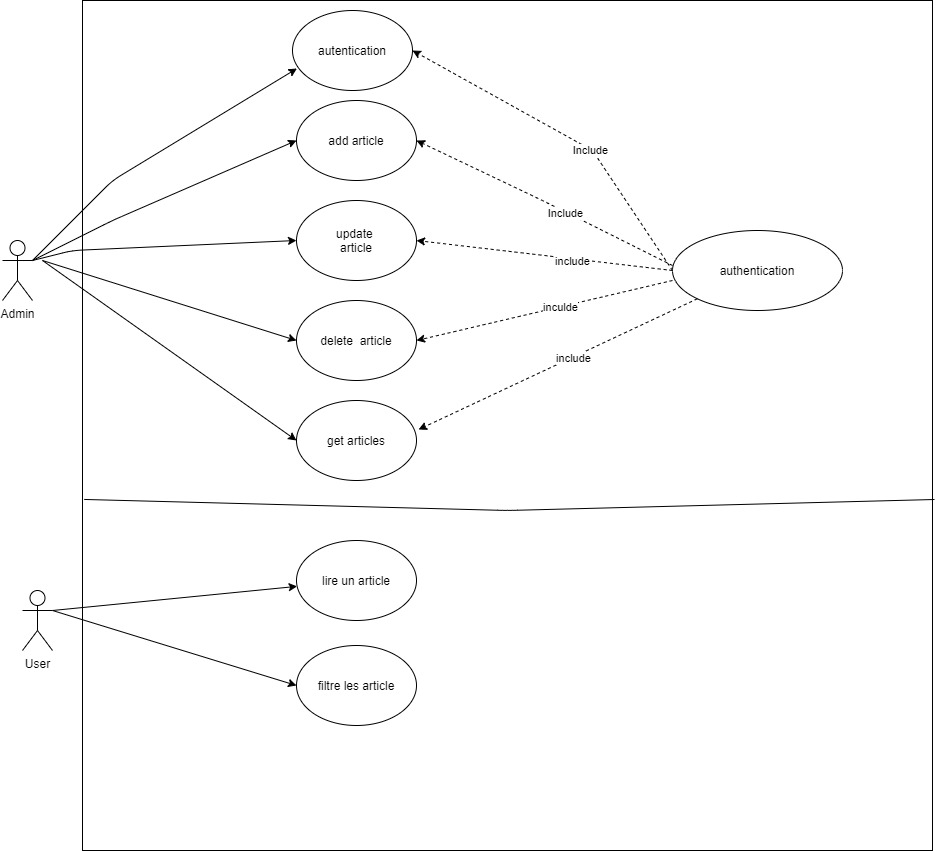 autentication
add article
update
article
delete  article
get articles
Include
Include
include
inculde
include
authentication
Admin
lire un article
filtre les article
User